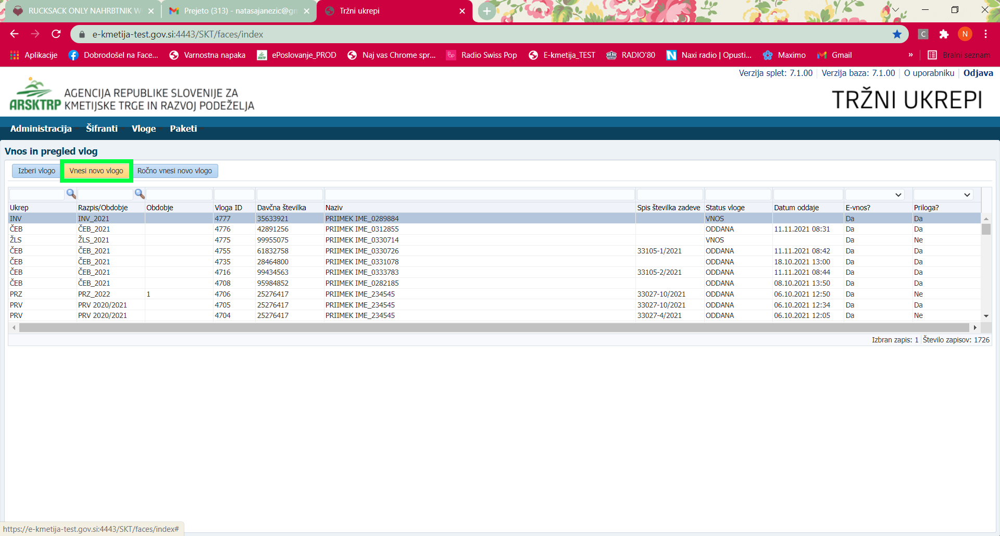 RUCKSACK ONLY NAHRBTNIK W
Prejeto (313) - natasajanezic@gm
Tržni ukrepi
e-kmetija-test.gov.si:4443/SKT/faces/index
C
N
Aplikacije
Dobrodošel na Face...
Varnostna napaka
ePoslovanje_PROD
Naj vas Chrome spr...
Radio Swiss Pop
E-kmetija_TEST
RADIO'80
Naxi radio | Opusti...
Maximo
Gmail
»
Bralni seznam
Verzija splet: 7.1.00 Verzija baza: 7.1.00 O uporabniku Odjava
ARSKTRP
AGENCIJA REPUBLIKE SLOVENIJE ZA
KMETIJSKE TRGE IN RAZVOJ PODEŽELJA
TRŽNI UKREPI
Administracija Šifranti Vloge Paketi
Vnos in pregled vlog
Izberi vlogo Vnesi novo vlogo Ročno vnesi novo vlogo
Ukrep Razpis/Obdobje Obdobje Vloga ID Davčna številka Naziv Spis številka zadeve Status vloge Datum oddaje E-vnos? Priloga?
INV INV_2021 4777 35633921 PRIIMEK IME_0289884 VNOS Da Da
ČEB ČEB_2021 4776 42891256 PRIIMEK IME_0312855 ODDANA 11.11.2021 08:31 Da Da
ŽLS ŽLS_2021 4775 99955075 PRIIMEK IME_0330714 VNOS Da Ne
ČEB ČEB_2021 4755 61832758 PRIIMEK IME_0330726 33105-1/2021 ODDANA 11.11.2021 08:42 Da Da
ČEB ČEB_2021 4735 28464800 PRIIMEK IME_0331078 ODDANA 18.10.2021 13:00 Da Da
ČEB ČEB_2021 4716 99434563 PRIIMEK IME_0333783 33105-2/2021 ODDANA 11.11.2021 08:44 Da Da
ČEB ČEB_2021 4708 95984852 PRIIMEK IME_0282185 ODDANA 08.10.2021 13:50 Da Da
PRZ PRZ_2022 1 4706 25276417 PRIIMEK IME_234545 33027-10/2021 ODDANA 06.10.2021 12:50 Da Ne
PRV PRV 2020/2021 4705 25276417 PRIIMEK IME_234545 33027-10/2021 ODDANA 06.10.2021 12:34 Da Da
PRV PRV 2020/2021 4704 25276417 PRIIMEK IME_234545 33027-4/2021 ODDANA 06.10.2021 12:05 Da Ne
Izbran zapis: 1 Število zapisov: 1726
https://e-kmetija-test.gov.si:4443/SKT/faces/index#